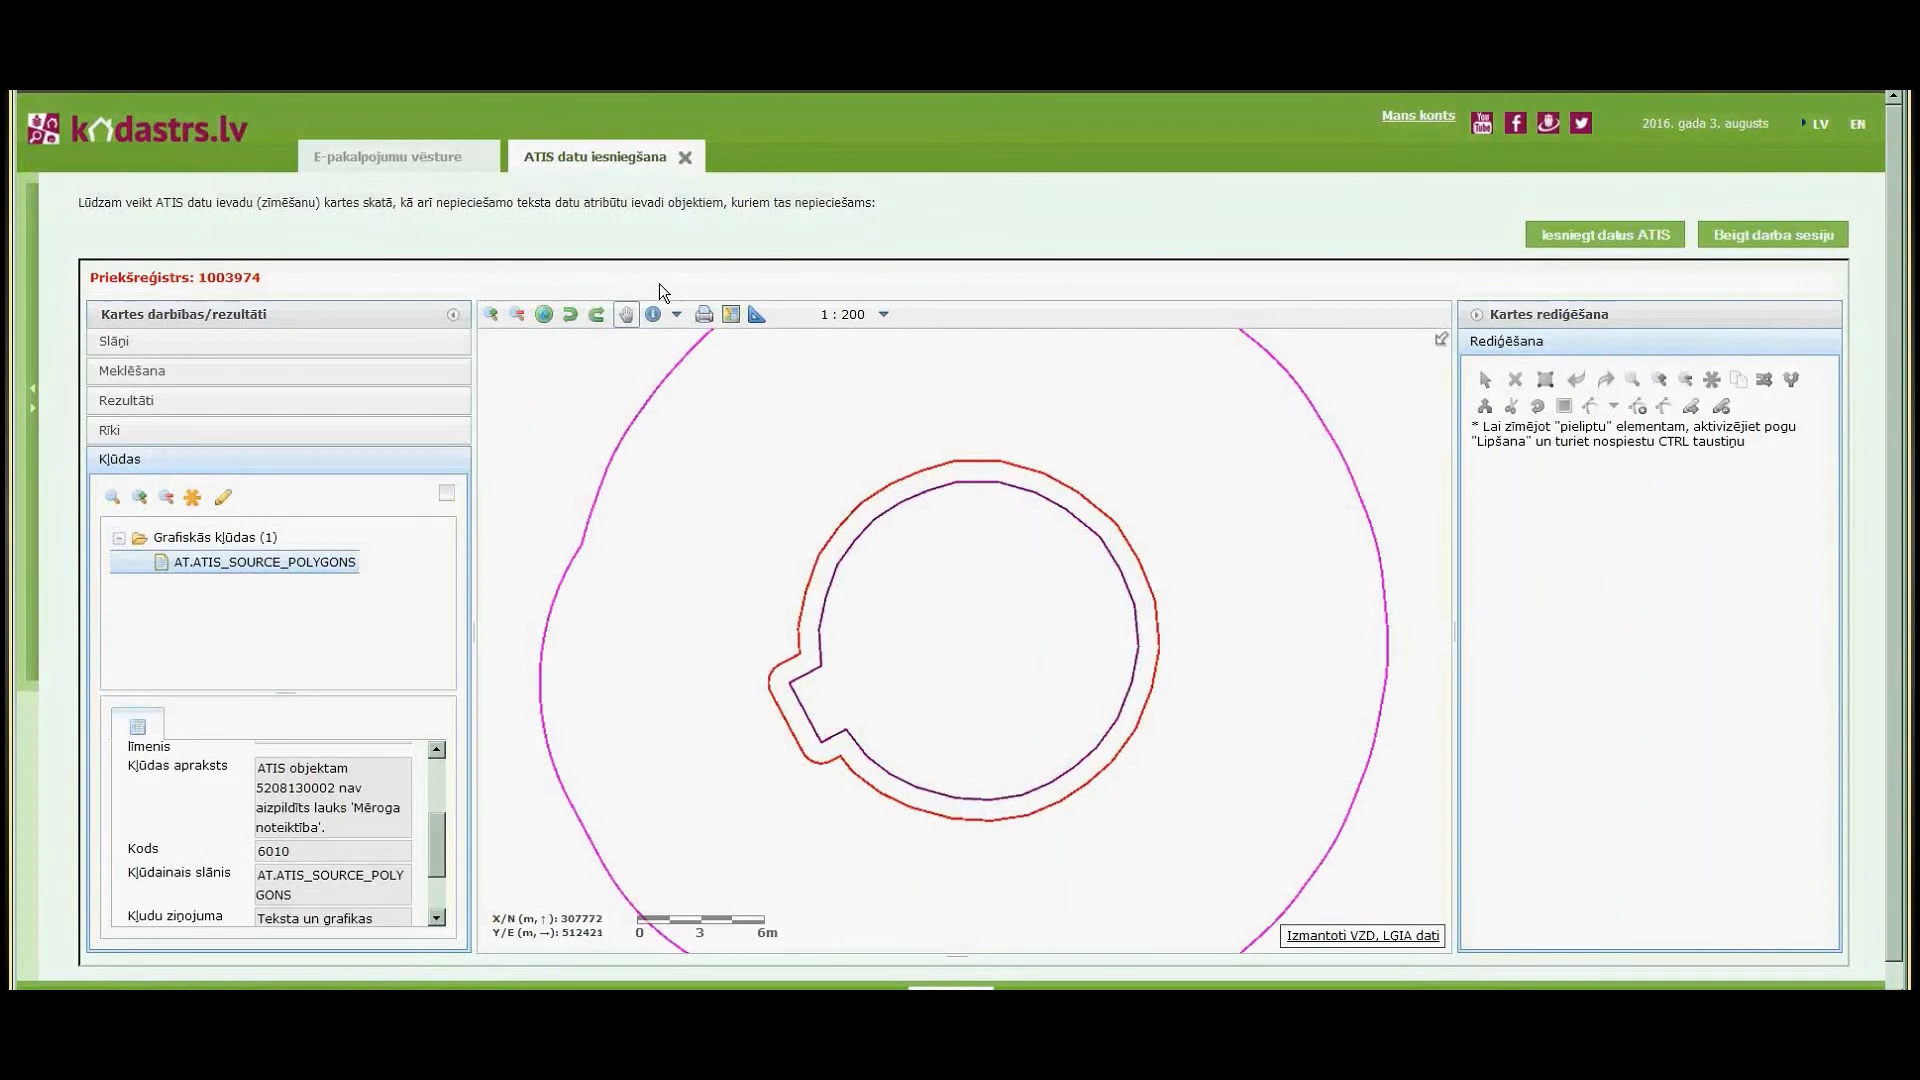 kadastrs.lv
E-pakalpojumu vēsture
ATIS datu iesniegšana
Mans konts
You Tube
2016. gada 3. augusts
LV
EN
Lūdzam veikt ATIS datu ievadu (zīmēšanu) kartes skatā, kā arī nepieciešamo teksta datu atribūtu ievadi objektiem, kuriem tas nepieciešams:
Iesniegt datus ATIS
Beigt darba sesiju
Priekšreģistrs: 1003974
Kartes darbības/rezultāti
Slāņi
Meklēšana
Rezultāti
Rīki
Kļūdas
Grafiskās kļūdas (1)
AT.ATIS_SOURCE_POLYGONS
līmenis
Kļūdas apraksts
ATIS objektam
5208130002 nav
aizpildīts lauks 'Mēroga
noteiktība'.
Kods
6010
Kļūdainais slānis
AT.ATIS_SOURCE_POLY
GONS
Kļudu ziņojuma
Teksta un grafikas
1 : 200
X/N (m, ↑): 307772
Y/E (m, →): 512421
0 3 6m
Izmantoti VZD, LĢIA dati
Kartes rediģēšana
Rediģēšana
* Lai zīmējot "pieliptu" elementam, aktivizējiet pogu
"Lipšana" un turiet nospiestu CTRL taustiņu